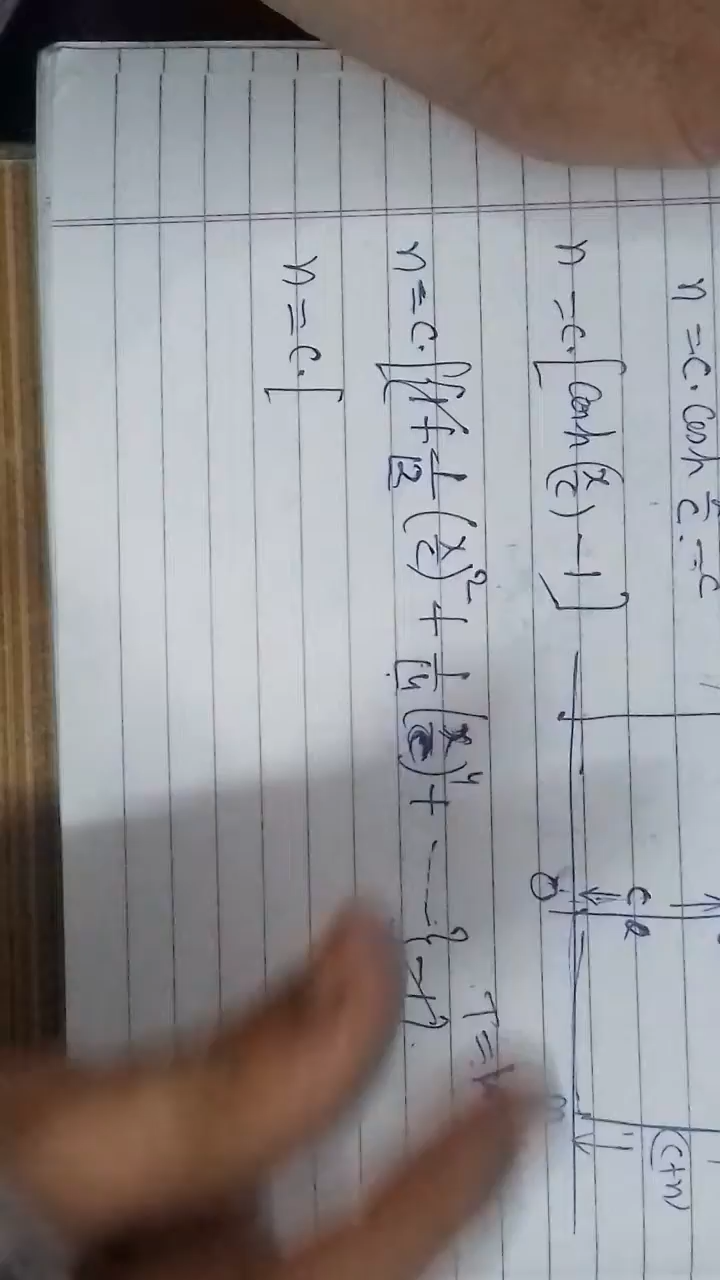 n = c. Cosh x/c. - c
n = c. [Cosh (x/c) - 1]
n = c. [{1 + 1/⌊2 (x/c)² + 1/⌊4 (x/c)⁴ + ----} - 1]
n = c. [
O
c
(c+n)
T =